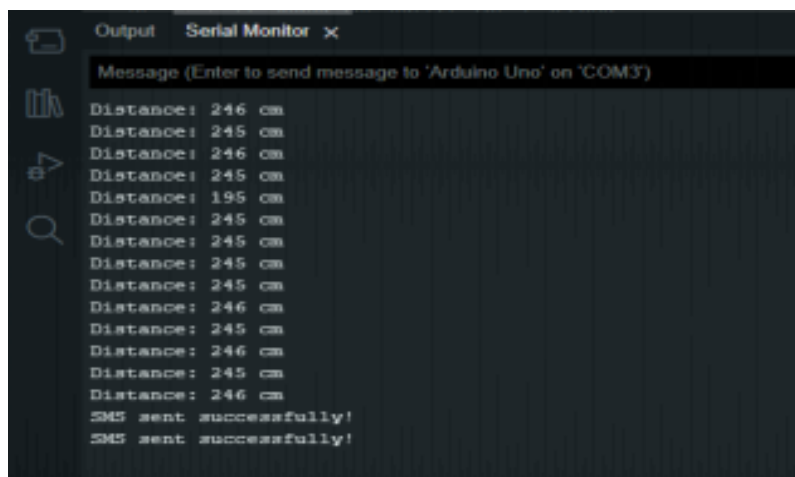 Output Serial Monitor ×
Message (Enter to send message to 'Arduino Uno' on 'COM3')
Distance: 246 cm
Distance: 245 cm
Distance: 246 cm
Distance: 245 cm
Distance: 195 cm
Distance: 245 cm
Distance: 245 cm
Distance: 245 cm
Distance: 245 cm
Distance: 246 cm
Distance: 245 cm
Distance: 246 cm
Distance: 245 cm
Distance: 246 cm
SMS sent successfully!
SMS sent successfully!